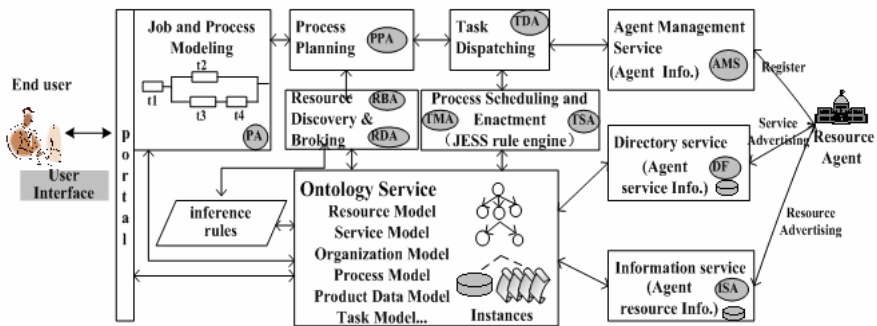 End user
User
Interface
portal
Job and Process
Modeling
t1
t2
t3
t4
PA
Process
Planning
PPA
Task
Dispatching
TDA
Agent Management
Service
(Agent Info.)
AMS
Register
Resource
Discovery &
Broking
RBA
RDA
Process Scheduling and
Enactment
(JESS rule engine)
TMA
TSA
Directory service
(Agent
service Info.)
DF
Service
Advertising
Resource
Agent
Resource
Advertising
inference
rules
Ontology Service
Resource Model
Service Model
Organization Model
Process Model
Product Data Model
Task Model...
Instances
Information service
(Agent
resource Info.)
ISA